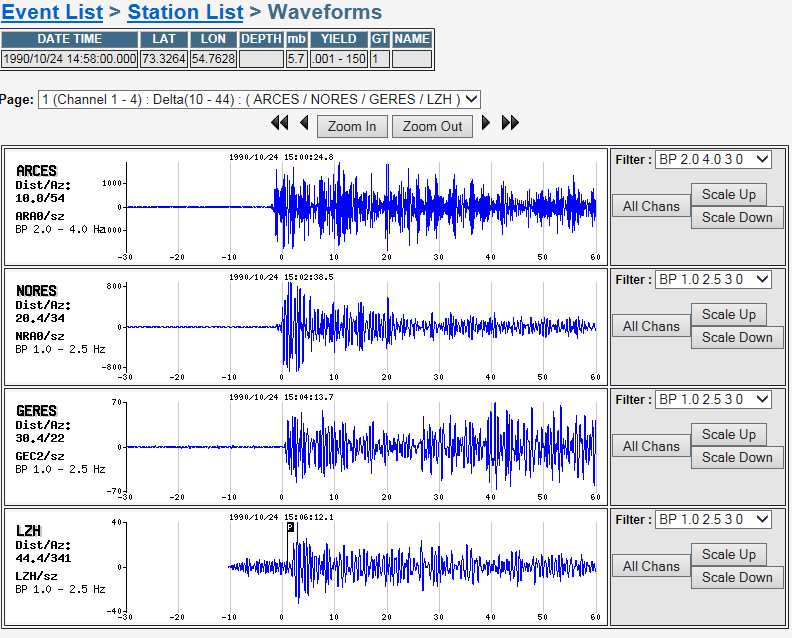 Event List > Station List > Waveforms
DATE TIME LAT LON DEPTH mb YIELD GT NAME
1990/10/24 14:58:00.000 73.3264 54.7628 5.7 .001 - 150 1
Page: 1 (Channel 1 - 4) : Delta(10 - 44) : ( ARCES / NORES / GERES / LZH )
Zoom In Zoom Out
1990/10/24 15:00:24.8
ARCES
Dist/Az:
10.0/54
ARA0/sz
BP 2.0 - 4.0 Hz
1000
0
-1000
-30 -20 -10 0 10 20 30 40 50 60
Filter : BP 2.0 4.0 3 0
All Chans
Scale Up
Scale Down
1990/10/24 15:02:38.5
NORES
Dist/Az:
20.4/34
NRA0/sz
BP 1.0 - 2.5 Hz
800
0
-800
-30 -20 -10 0 10 20 30 40 50 60
Filter : BP 1.0 2.5 3 0
All Chans
Scale Up
Scale Down
1990/10/24 15:04:13.7
GERES
Dist/Az:
30.4/22
GEC2/sz
BP 1.0 - 2.5 Hz
70
0
-70
-30 -20 -10 0 10 20 30 40 50 60
Filter : BP 1.0 2.5 3 0
All Chans
Scale Up
Scale Down
1990/10/24 15:06:12.1
P
LZH
Dist/Az:
44.4/341
LZH/sz
BP 1.0 - 2.5 Hz
40
0
-40
-30 -20 -10 0 10 20 30 40 50 60
Filter : BP 1.0 2.5 3 0
All Chans
Scale Up
Scale Down